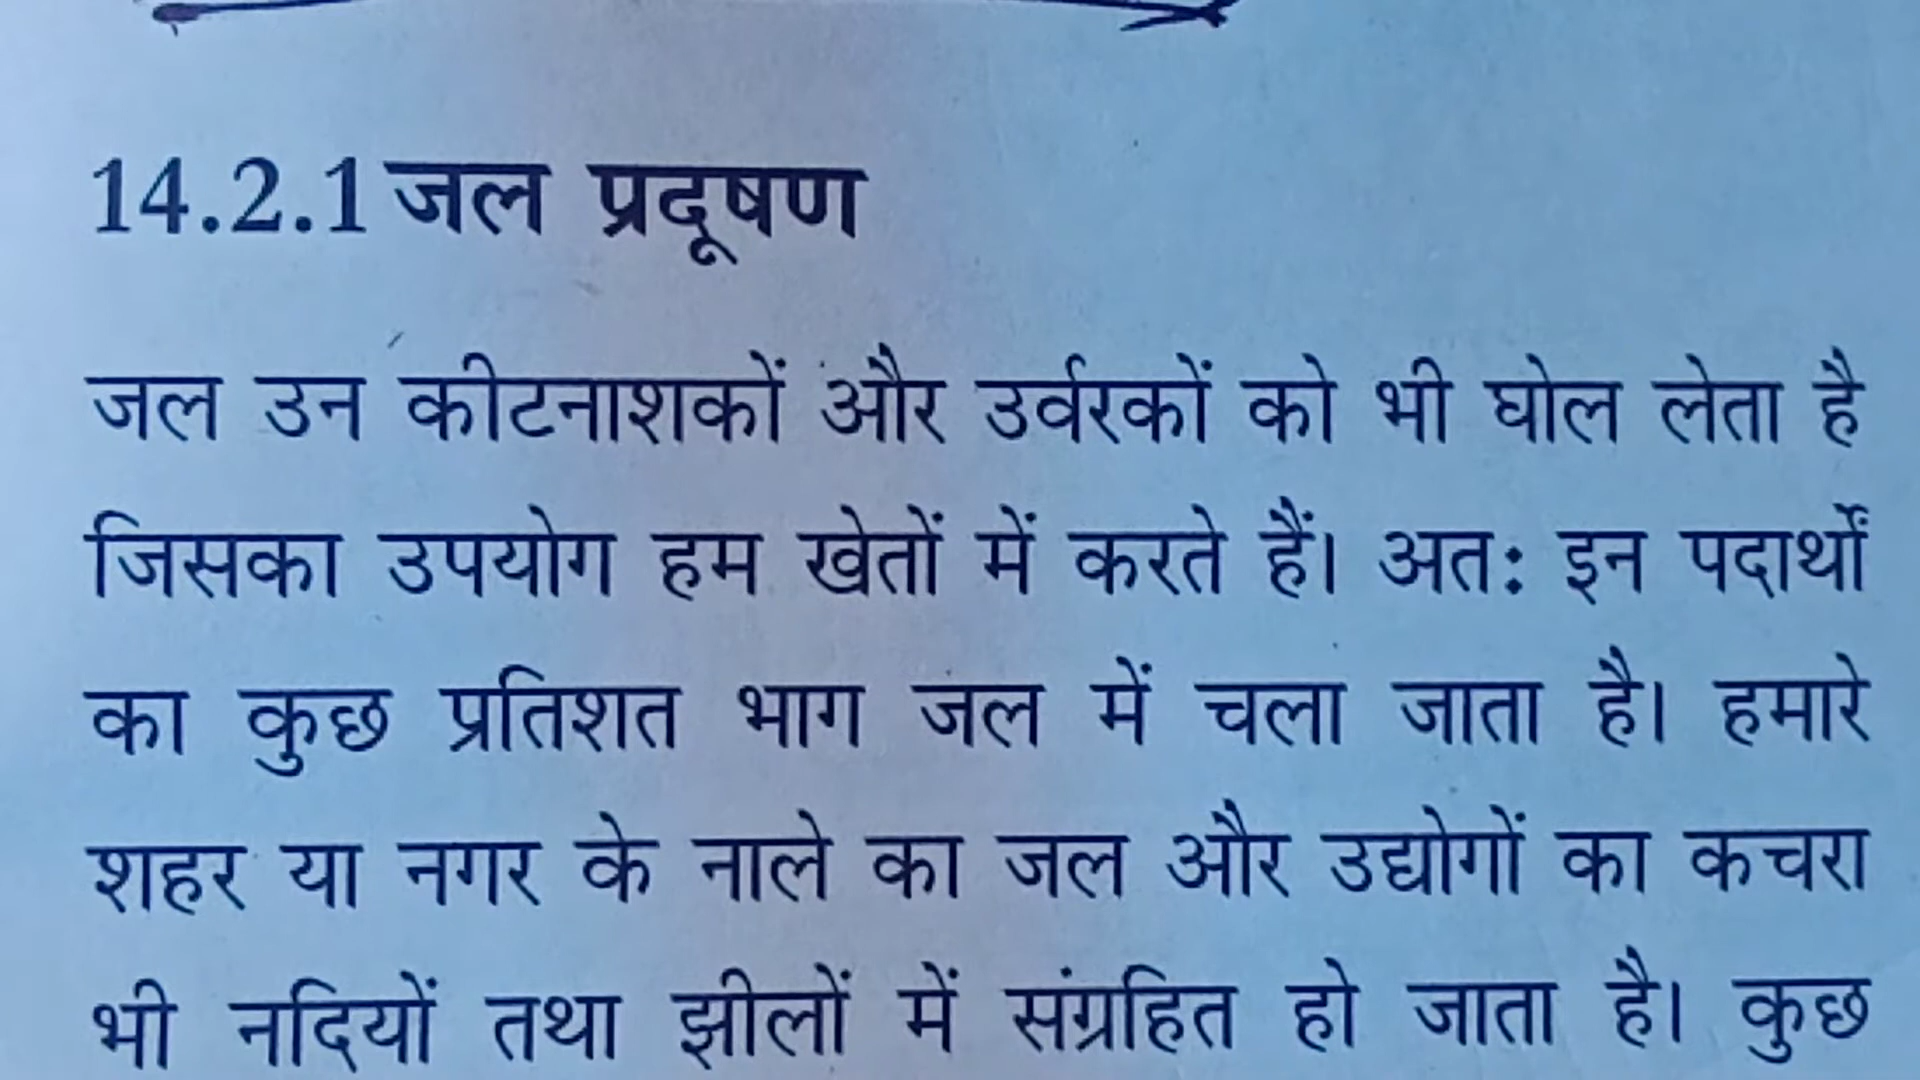 14.2.1 जल प्रदूषण
जल उन कीटनाशकों और उर्वरकों को भी घोल लेता है
जिसका उपयोग हम खेतों में करते हैं। अतः इन पदार्थों
का कुछ प्रतिशत भाग जल में चला जाता है। हमारे
शहर या नगर के नाले का जल और उद्योगों का कचरा
भी नदियों तथा झीलों में संग्रहित हो जाता है। कुछ